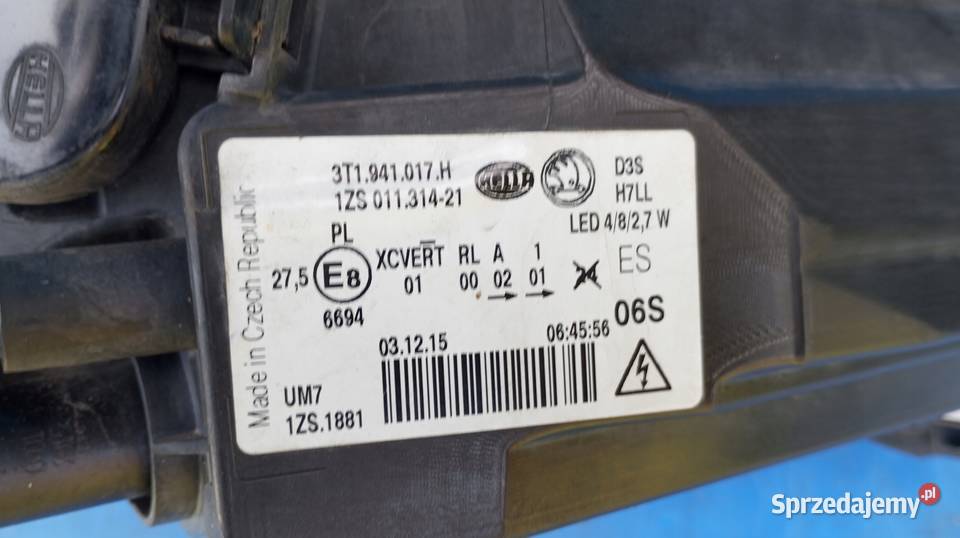 HELLA
3T1.941.017.H
1ZS 011.314-21
HELLA
D3S
H7LL
LED 4/8/2,7 W
PL
27,5
E8
6694
XCVERT RL A 1
01 00 02 01
24
ES
06S
03.12.15
06:45:56
UM7
1ZS.1881
Made in Czech Republic
Sprzedajemy.pl